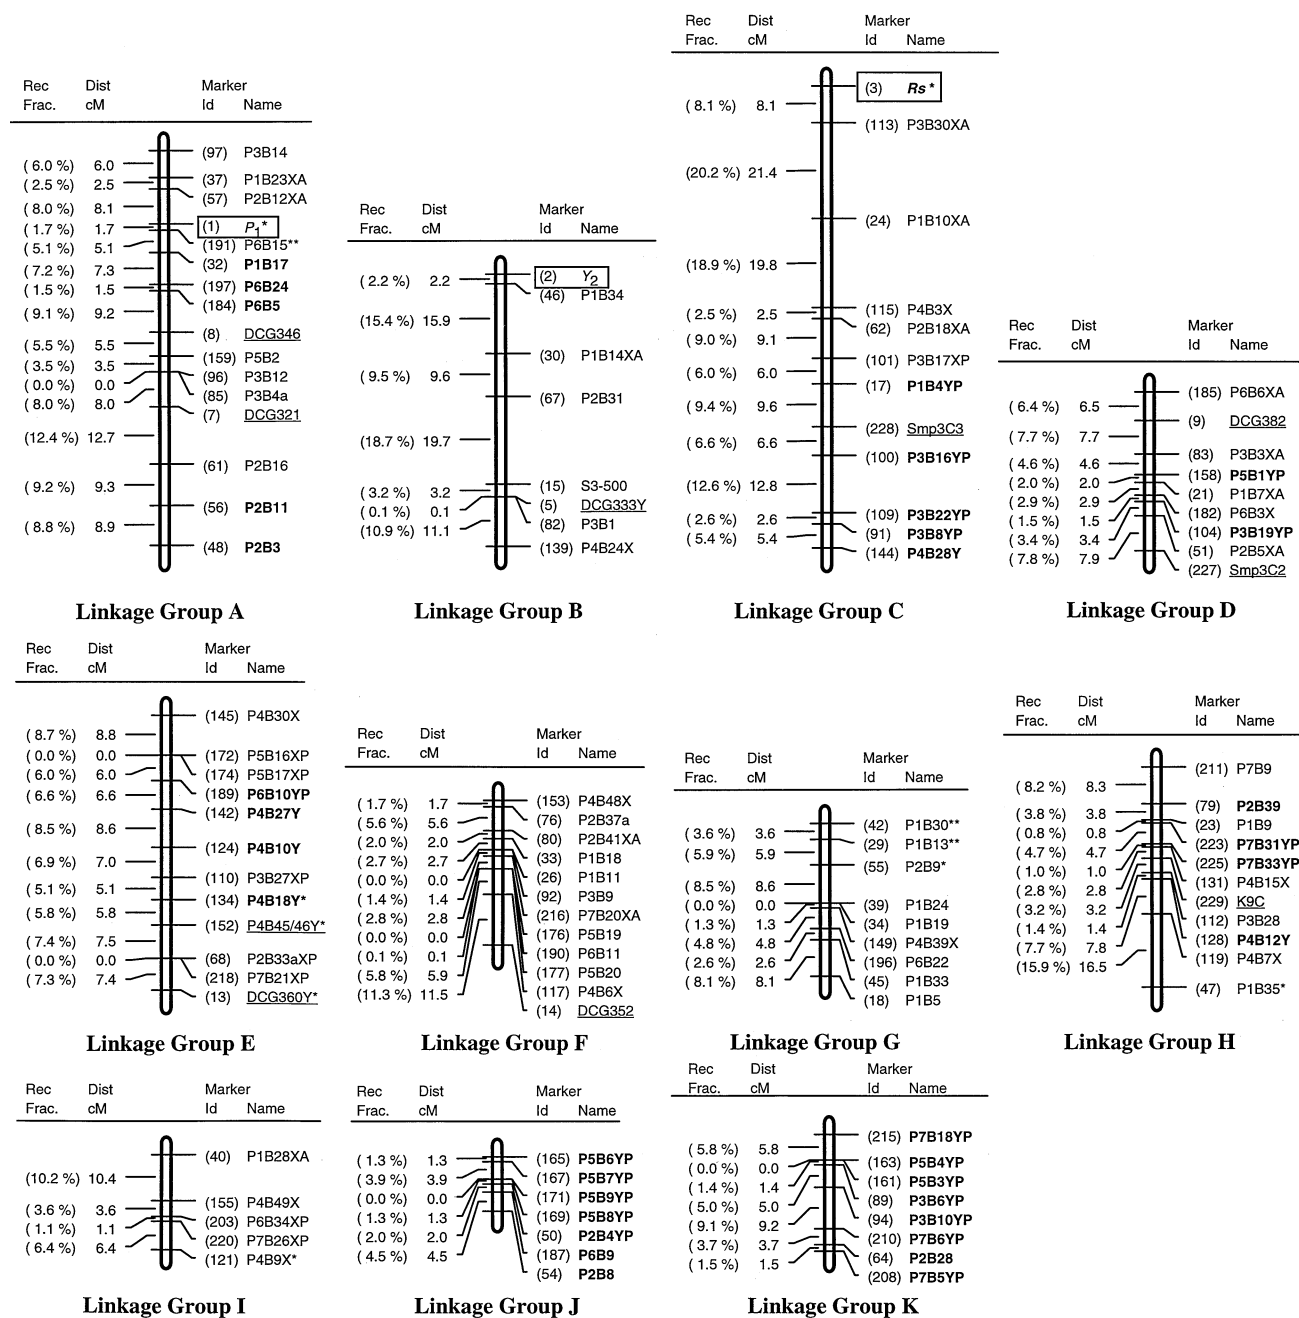 Rec Dist Marker
Frac. cM Id Name
(97) P3B14
( 6.0 %) 6.0
(37) P1B23XA
( 2.5 %) 2.5
(57) P2B12XA
( 8.0 %) 8.1
(1) P1*
( 1.7 %) 1.7
(191) P6B15**
( 5.1 %) 5.1
(32) P1B17
( 7.2 %) 7.3
(197) P6B24
( 1.5 %) 1.5
(184) P6B5
( 9.1 %) 9.2
(8) DCG346
( 5.5 %) 5.5
(159) P5B2
( 3.5 %) 3.5
(96) P3B12
( 0.0 %) 0.0
(85) P3B4a
( 8.0 %) 8.0
(7) DCG321
(12.4 %) 12.7
(61) P2B16
( 9.2 %) 9.3
(56) P2B11
( 8.8 %) 8.9
(48) P2B3
Linkage Group A
Rec Dist Marker
Frac. cM Id Name
(2) Y2
( 2.2 %) 2.2
(46) P1B34
(15.4 %) 15.9
(30) P1B14XA
( 9.5 %) 9.6
(67) P2B31
(18.7 %) 19.7
(15) S3-500
( 3.2 %) 3.2
(5) DCG333Y
( 0.1 %) 0.1
(82) P3B1
(10.9 %) 11.1
(139) P4B24X
Linkage Group B
Rec Dist Marker
Frac. cM Id Name
(3) Rs*
( 8.1 %) 8.1
(113) P3B30XA
(20.2 %) 21.4
(24) P1B10XA
(18.9 %) 19.8
(115) P4B3X
( 2.5 %) 2.5
(62) P2B18XA
( 9.0 %) 9.1
(101) P3B17XP
( 6.0 %) 6.0
(17) P1B4YP
( 9.4 %) 9.6
(228) Smp3C3
( 6.6 %) 6.6
(100) P3B16YP
(12.6 %) 12.8
(109) P3B22YP
( 2.6 %) 2.6
(91) P3B8YP
( 5.4 %) 5.4
(144) P4B28Y
Linkage Group C
Rec Dist Marker
Frac. cM Id Name
(185) P6B6XA
( 6.4 %) 6.5
(9) DCG382
( 7.7 %) 7.7
(83) P3B3XA
( 4.6 %) 4.6
(158) P5B1YP
( 2.0 %) 2.0
(21) P1B7XA
( 2.9 %) 2.9
(182) P6B3X
( 1.5 %) 1.5
(104) P3B19YP
( 3.4 %) 3.4
(51) P2B5XA
( 7.8 %) 7.9
(227) Smp3C2
Linkage Group D
Rec Dist Marker
Frac. cM Id Name
(145) P4B30X
( 8.7 %) 8.8
(172) P5B16XP
( 0.0 %) 0.0
(174) P5B17XP
( 6.0 %) 6.0
(189) P6B10YP
( 6.6 %) 6.6
(142) P4B27Y
( 8.5 %) 8.6
(124) P4B10Y
( 6.9 %) 7.0
(110) P3B27XP
( 5.1 %) 5.1
(134) P4B18Y*
( 5.8 %) 5.8
(152) P4B45/46Y*
( 7.4 %) 7.5
(68) P2B33aXP
( 0.0 %) 0.0
(218) P7B21XP
( 7.3 %) 7.4
(13) DCG360Y*
Linkage Group E
Rec Dist Marker
Frac. cM Id Name
(153) P4B48X
( 1.7 %) 1.7
(76) P2B37a
( 5.6 %) 5.6
(80) P2B41XA
( 2.0 %) 2.0
(33) P1B18
( 2.7 %) 2.7
(26) P1B11
( 0.0 %) 0.0
(92) P3B9
( 1.4 %) 1.4
(216) P7B20XA
( 2.8 %) 2.8
(176) P5B19
( 0.0 %) 0.0
(190) P6B11
( 0.1 %) 0.1
(177) P5B20
( 5.8 %) 5.9
(117) P4B6X
(11.3 %) 11.5
(14) DCG352
Linkage Group F
Rec Dist Marker
Frac. cM Id Name
(42) P1B30**
( 3.6 %) 3.6
(29) P1B13**
( 5.9 %) 5.9
(55) P2B9*
( 8.5 %) 8.6
(39) P1B24
( 0.0 %) 0.0
(34) P1B19
( 1.3 %) 1.3
(149) P4B39X
( 4.8 %) 4.8
(196) P6B22
( 2.6 %) 2.6
(45) P1B33
( 8.1 %) 8.1
(18) P1B5
Linkage Group G
Rec Dist Marker
Frac. cM Id Name
(211) P7B9
( 8.2 %) 8.3
(79) P2B39
( 3.8 %) 3.8
(23) P1B9
( 0.8 %) 0.8
(223) P7B31YP
( 4.7 %) 4.7
(225) P7B33YP
( 1.0 %) 1.0
(131) P4B15X
( 2.8 %) 2.8
(229) K9C
( 3.2 %) 3.2
(112) P3B28
( 1.4 %) 1.4
(128) P4B12Y
( 7.7 %) 7.8
(119) P4B7X
(15.9 %) 16.5
(47) P1B35*
Linkage Group H
Rec Dist Marker
Frac. cM Id Name
(40) P1B28XA
(10.2 %) 10.4
(155) P4B49X
( 3.6 %) 3.6
(203) P6B34XP
( 1.1 %) 1.1
(220) P7B26XP
( 6.4 %) 6.4
(121) P4B9X*
Linkage Group I
Rec Dist Marker
Frac. cM Id Name
( 1.3 %) 1.3 (165) P5B6YP
( 3.9 %) 3.9 (167) P5B7YP
( 0.0 %) 0.0 (171) P5B9YP
( 1.3 %) 1.3 (169) P5B8YP
( 2.0 %) 2.0 (50) P2B4YP
( 4.5 %) 4.5 (187) P6B9
(54) P2B8
Linkage Group J
Rec Dist Marker
Frac. cM Id Name
(215) P7B18YP
( 5.8 %) 5.8
(163) P5B4YP
( 0.0 %) 0.0
(161) P5B3YP
( 1.4 %) 1.4
(89) P3B6YP
( 5.0 %) 5.0
(94) P3B10YP
( 9.1 %) 9.2
(210) P7B6YP
( 3.7 %) 3.7
(64) P2B28
( 1.5 %) 1.5
(208) P7B5YP
Linkage Group K